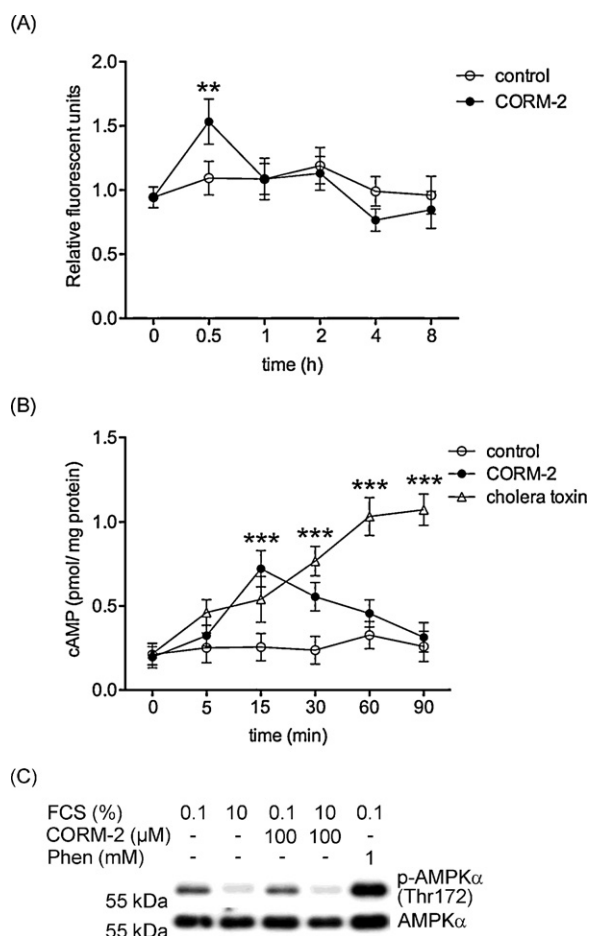 (A)
2.0
1.5
1.0
0.5
0.0
Relative fluorescent units
**
control
CORM-2
0 0.5 1 2 4 8
time (h)
(B)
1.5
1.0
0.5
0.0
cAMP (pmol/ mg protein)
*** *** *** ***
control
CORM-2
cholera toxin
0 5 15 30 60 90
time (min)
(C)
FCS (%) 0.1 10 0.1 10 0.1
CORM-2 (µM) - - 100 100 -
Phen (mM) - - - - 1
55 kDa p-AMPKα
(Thr172)
55 kDa AMPKα